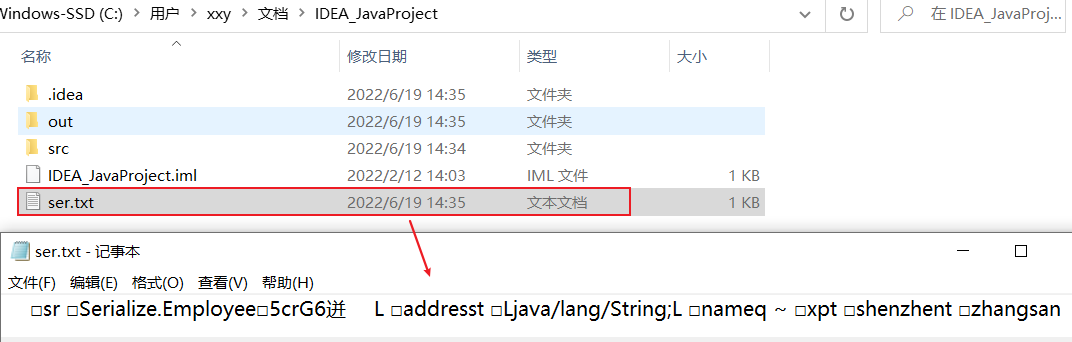 Windows-SSD (C:) › 用户 › xxy › 文档 › IDEA_JavaProject
在 IDEA_JavaProj...
名称 修改日期 类型 大小
.idea 2022/6/19 14:35 文件夹
out 2022/6/19 14:35 文件夹
src 2022/6/19 14:34 文件夹
IDEA_JavaProject.iml 2022/2/12 14:03 IML 文件 1 KB
ser.txt 2022/6/19 14:35 文本文档 1 KB
ser.txt - 记事本
文件(F) 编辑(E) 格式(O) 查看(V) 帮助(H)
□sr □Serialize.Employee□5crG6迸 L □addresst □Ljava/lang/String;L □nameq ~ □xpt □shenzhent □zhangsan